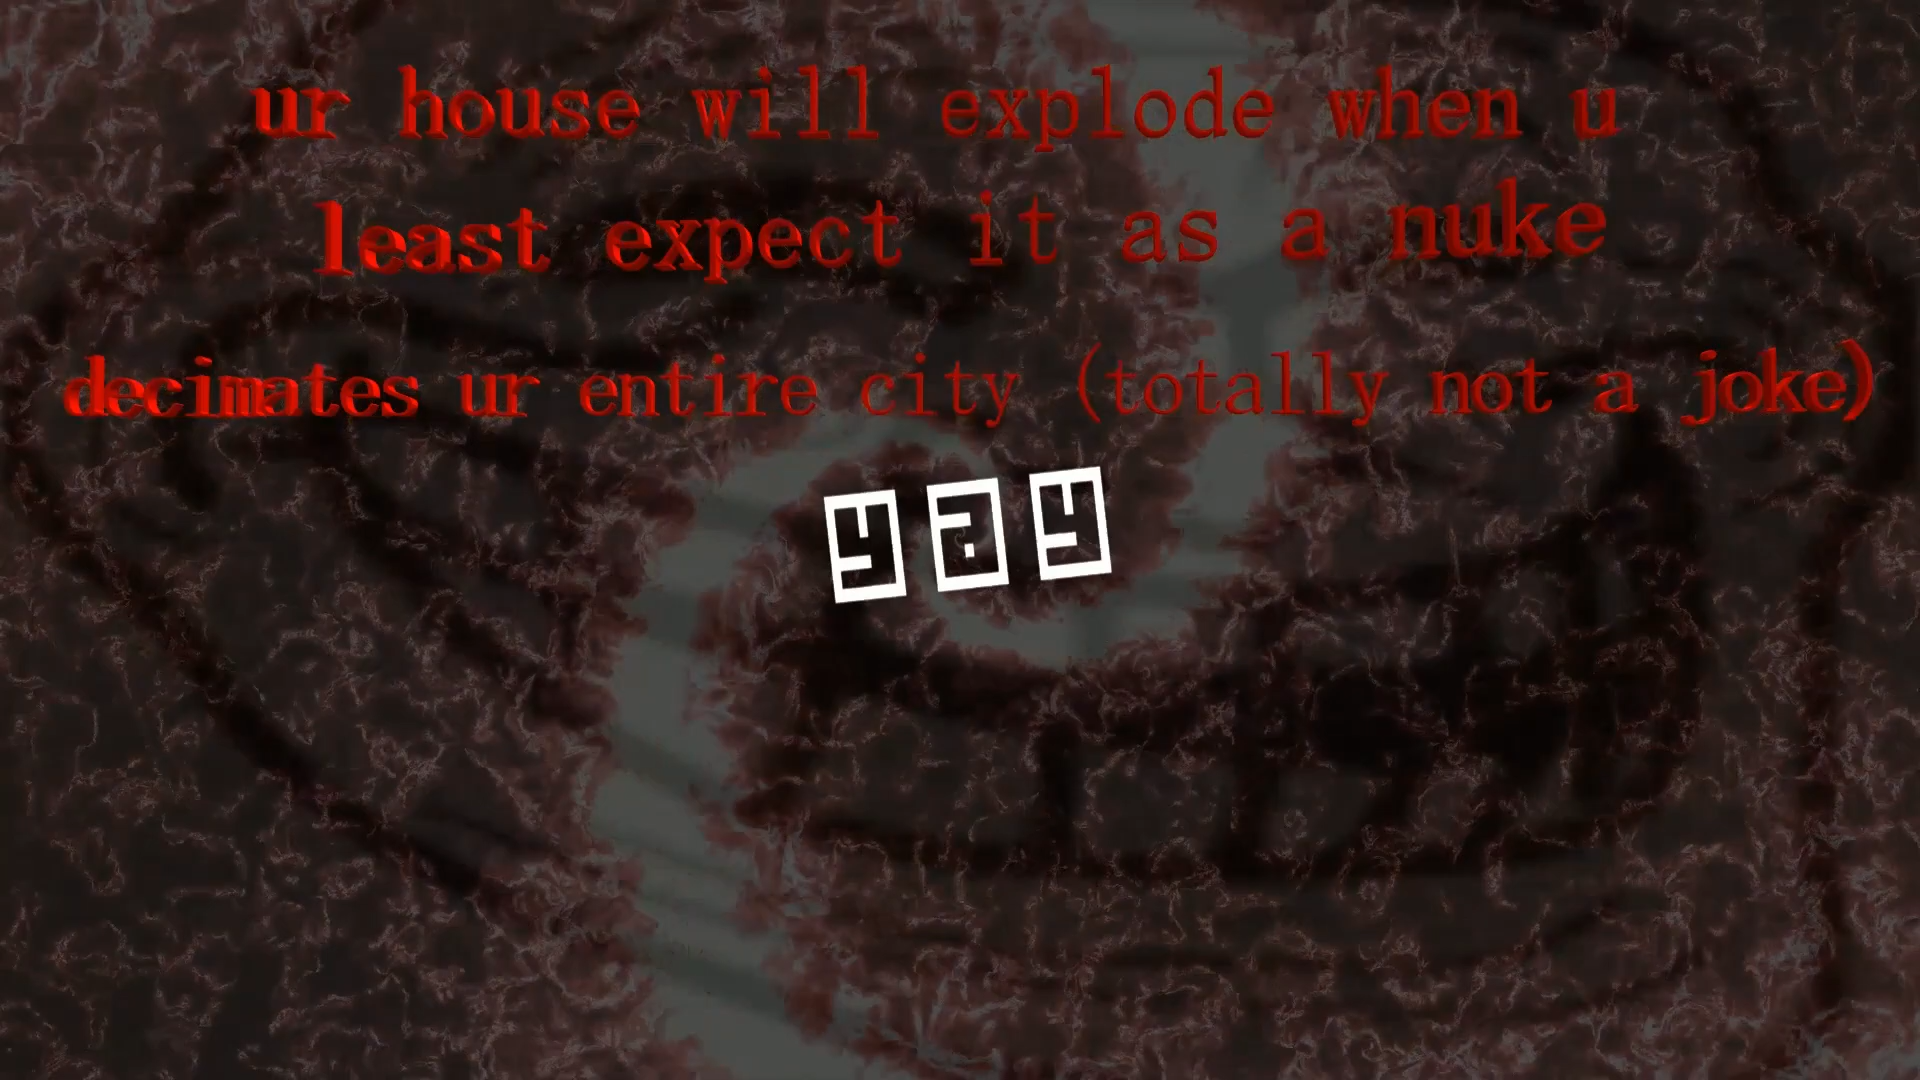 ur house will explode when u
least expect it as a nuke
decimates ur entire city (totally not a joke)
yay